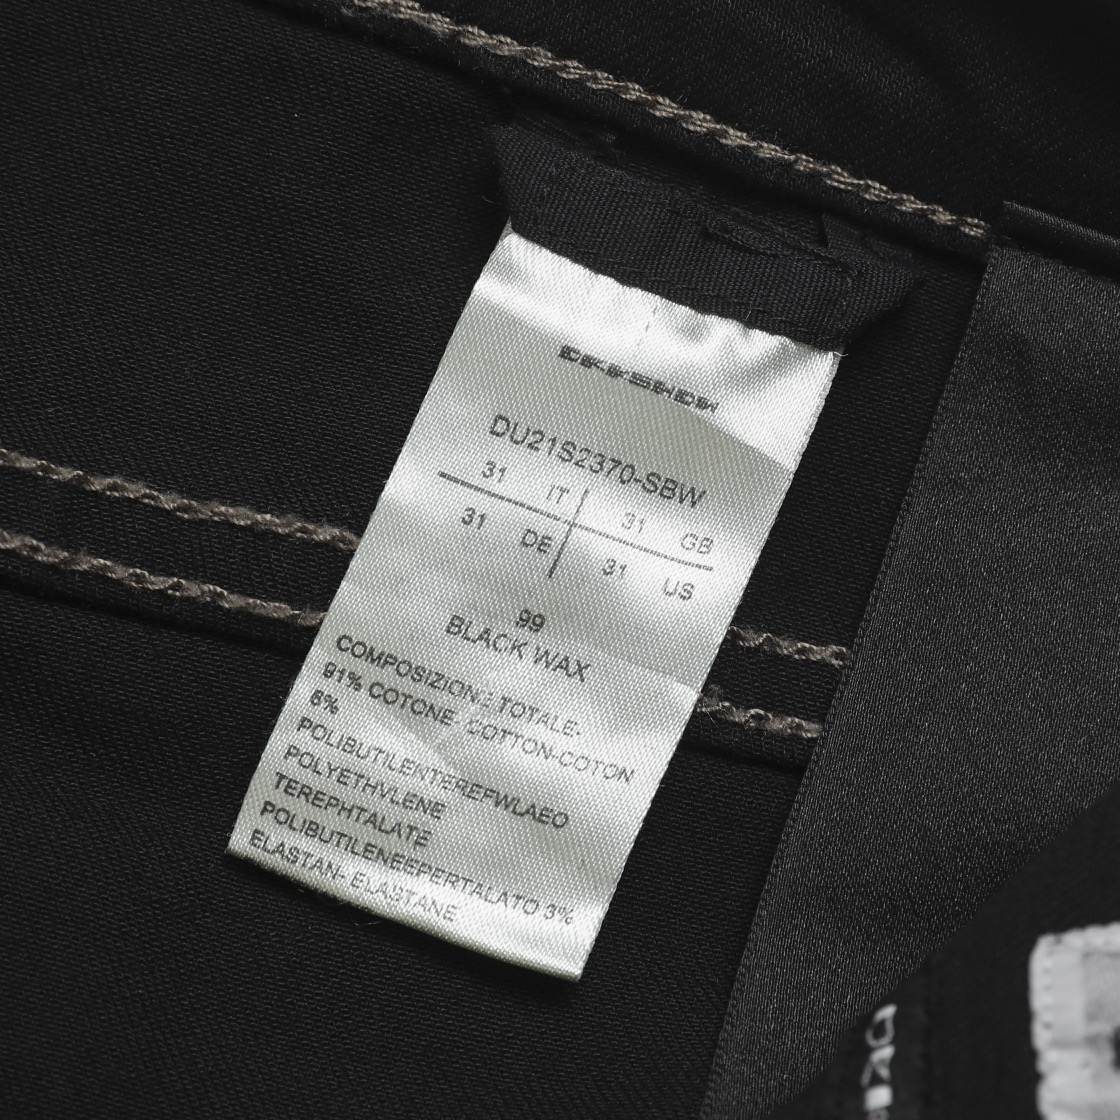 DU21S2370-SBW
31 IT 31 GB
31 DE 31 US
99
BLACK WAX
COMPOSIZIONE TOTALE-
91% COTONE- COTTON-COTON
6%
POLIBUTILENTEREFWLAEO
POLYETHYLENE
TEREPHTALATE
POLIBUTILENEEPERTALATO 3%
ELASTAN- ELASTANE